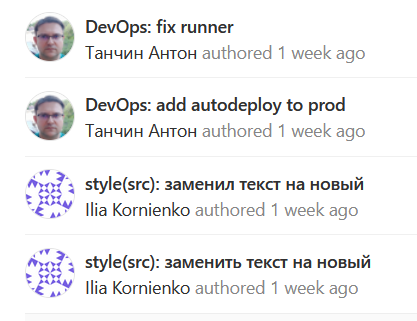 DevOps: fix runner
Танчин Антон authored 1 week ago
DevOps: add autodeploy to prod
Танчин Антон authored 1 week ago
style(src): заменил текст на новый
Ilia Kornienko authored 1 week ago
style(src): заменить текст на новый
Ilia Kornienko authored 1 week ago